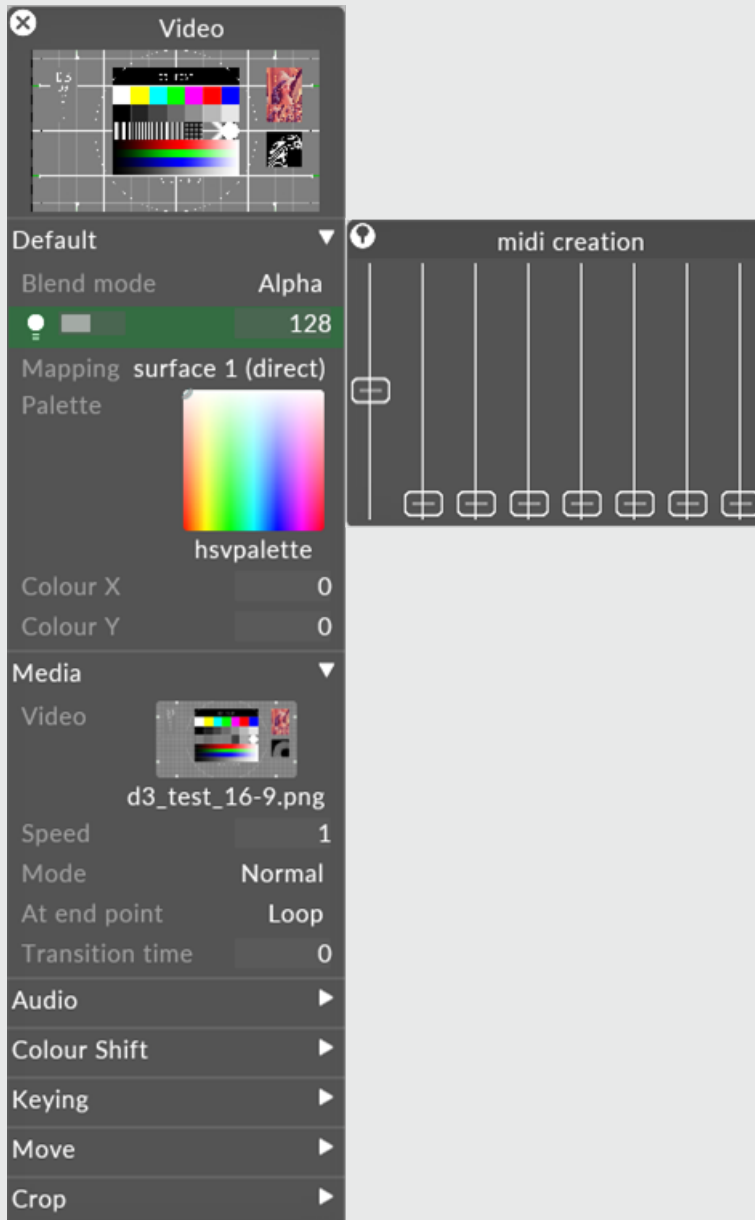 Video
Default
Blend mode Alpha
128
Mapping surface 1 (direct)
Palette
hsvpalette
Colour X 0
Colour Y 0
Media
Video
d3_test_16-9.png
Speed 1
Mode Normal
At end point Loop
Transition time 0
Audio
Colour Shift
Keying
Move
Crop
midi creation